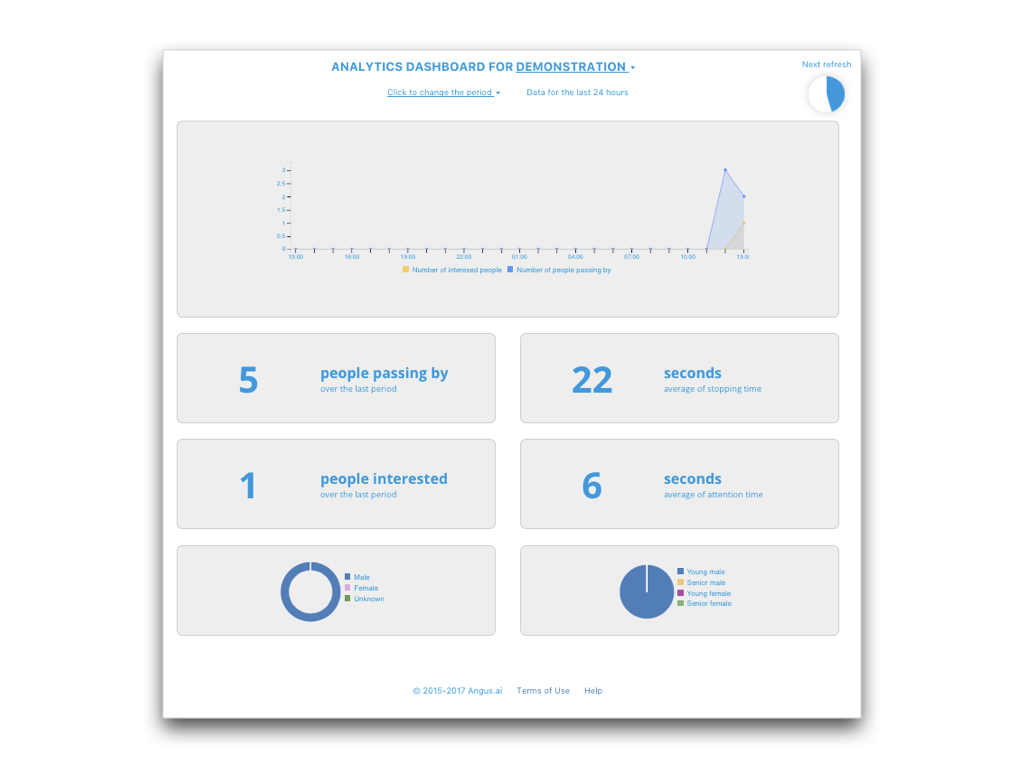 ANALYTICS DASHBOARD FOR DEMONSTRATION
Next refresh
Click to change the period
Data for the last 24 hours
3
2.5
2
1.5
1
0.5
0
13:00 16:00 19:00 22:00 01:00 04:00 07:00 10:00 13:0
Number of interesed people Number of people passing by
5 people passing by
over the last period
22 seconds
average of stopping time
1 people interested
over the last period
6 seconds
average of attention time
Male
Female
Unknown
Young male
Senior male
Young female
Senior female
© 2015-2017 Angus.ai Terms of Use Help